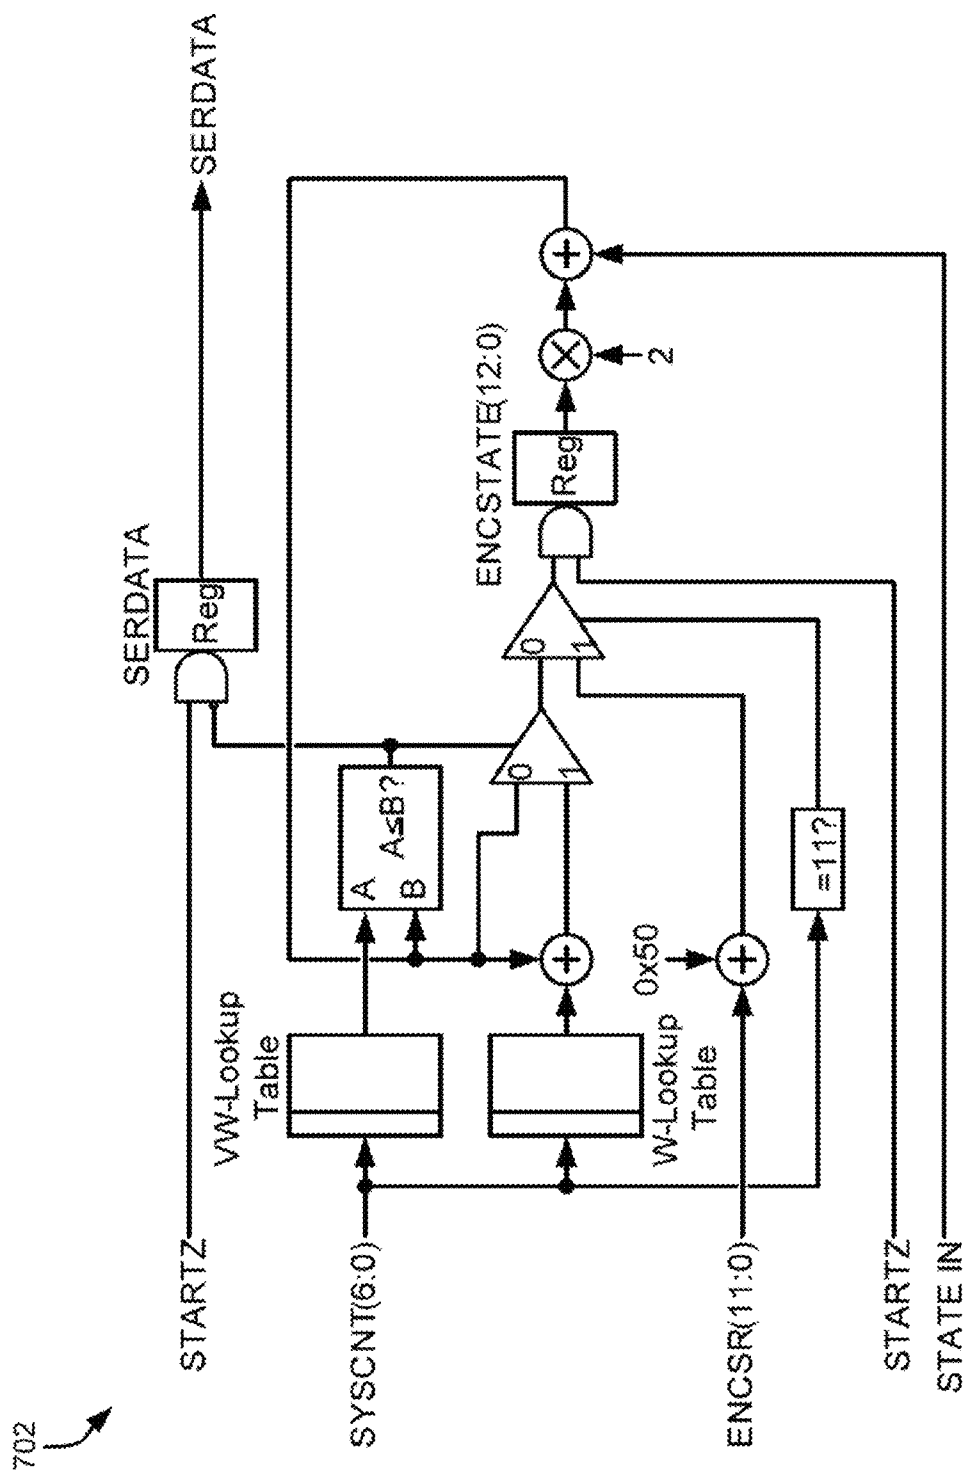 702
STARTZ
SERDATA
Reg
SERDATA
SYSCNT(6:0)
VW-Lookup
Table
A
B
A≤B?
W-Lookup
Table
0
1
0
1
ENCSTATE(12:0)
Reg
2
ENCSR(11:0)
0x50
=11?
STARTZ
STATE IN